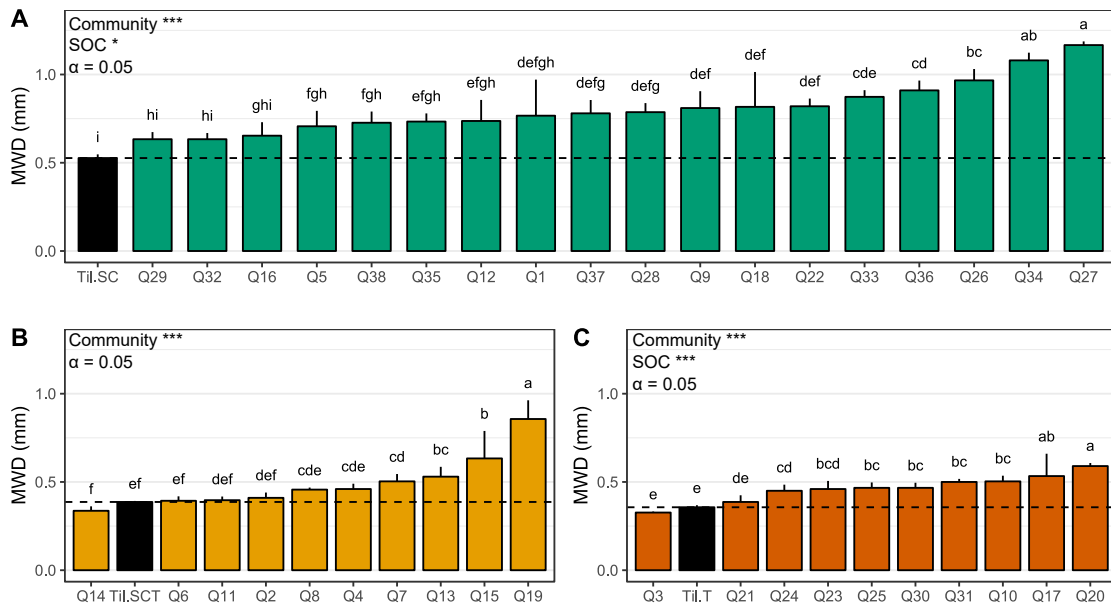 A
Community ***
SOC *
α = 0.05
MWD (mm)
1.0
0.5
0.0
i hi hi ghi fgh fgh efgh efgh defgh defg defg def def def cde cd bc ab a
Til.SC Q29 Q32 Q16 Q5 Q38 Q35 Q12 Q1 Q37 Q28 Q9 Q18 Q22 Q33 Q36 Q26 Q34 Q27
B
Community ***
α = 0.05
MWD (mm)
1.0
0.5
0.0
f ef ef def def cde cde cd bc b a
Q14 Til.SCT Q6 Q11 Q2 Q8 Q4 Q7 Q13 Q15 Q19
C
Community ***
SOC ***
α = 0.05
MWD (mm)
1.0
0.5
0.0
e e de cd bcd bc bc bc bc ab a
Q3 Til.T Q21 Q24 Q23 Q25 Q30 Q31 Q10 Q17 Q20